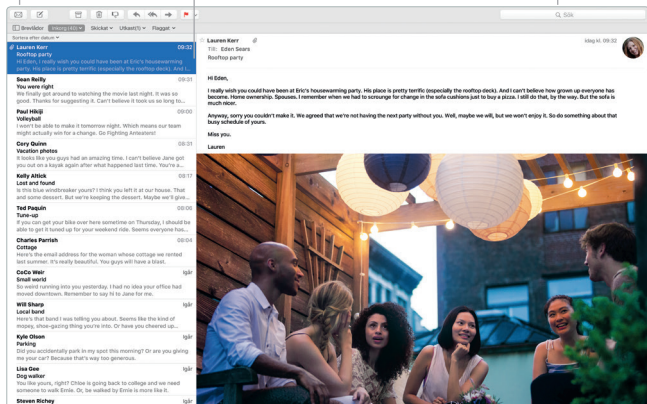 Sök
Brevlådor Inkorg (40) Skickat Utkast(1) Flaggat
Sortera efter datum
Lauren Kerr 09:32
Rooftop party
Hi Eden, I really wish you could have been at Eric's housewarming
party. His place is pretty terrific (especially the rooftop deck). And I...
Sean Reilly 09:31
You were right
We finally got around to watching the movie last night. It was so
good. Thanks for suggesting it. Can't believe it took us so long to...
Paul Hikiji 09:00
Volleyball
I won't be able to make it tomorrow night. Which means our team
might actually win for a change. Go Fighting Anteaters!
Cory Quinn 08:31
Vacation photos
It looks like you guys had an amazing time. I can't believe Jane got
you out on a kayak again after what happened last time. You're a...
Kelly Altick 08:17
Lost and found
Is this blue windbreaker yours? I think you left it at our house. That
and some dessert. But we're keeping the dessert. Maybe we'll give...
Ted Paquin 08:06
Tune-up
If you can get your bike over here sometime on Thursday, I should be
able to get it tuned up for your weekend ride. Seems everyone has...
Charles Parrish 08:04
Cottage
Here's the email address for the woman whose cottage we rented
last summer. It's really beautiful. You guys will have a blast.
CoCo Weir Igår
Small world
So weird running into you yesterday. I had no idea your office had
moved downtown. Remember to say hi to Jane for me.
Will Sharp Igår
Local band
Here's that band I was telling you about. Seems like the kind of
mopey, shoe-gazing thing you're into. Or have you cheered up...
Kyle Olson Igår
Parking
Did you accidentally park in my spot this morning? Or are you giving
me your car? Because that's way too generous.
Lisa Gee Igår
Dog walker
You like yours, right? Chloe is going back to college and we need
someone to walk Ernie. Or, be walked by Ernie is more like it.
Steven Richey Igår
Lauren Kerr idag kl. 09:32
Till: Eden Sears
Rooftop party
Hi Eden,
I really wish you could have been at Eric's housewarming party. His place is pretty terrific (especially the rooftop deck). And I can't believe how grown up everyone has
become. Home ownership. Spouses. I remember when we had to scrounge for change in the sofa cushions just to buy a pizza. I still do that, by the way. But the sofa is
much nicer.
Anyway, sorry you couldn't make it. We agreed that we're not having the next party without you. Well, maybe we will, but we won't enjoy it. So do something about that
busy schedule of yours.
Miss you.
Lauren